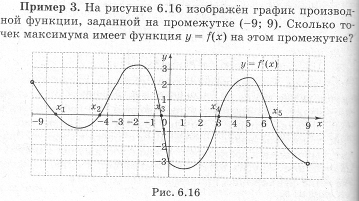 Пример 3. На рисунке 6.16 изображён график производ-
ной функции, заданной на промежутке (–9; 9). Сколько то-
чек максимума имеет функция y = f(x) на этом промежутке?
y
3
2
1
y=f'(x)
–9 x₁ x₂ –4 –3 –2 x₃ 0 x₄ 3 4 5 6 x₅ 9 x
–3
Рис. 6.16